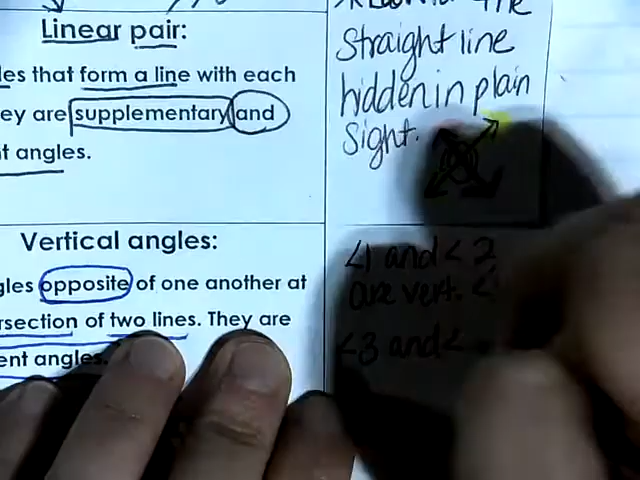 Linear pair:
les that form a line with each
ey are supplementary and
t angles.
the
Straight line
hidden in plain
Sight.
Vertical angles:
gles opposite of one another at
rsection of two lines. They are
ent angles.
<1 and < 2
are vert. <
<3 and <